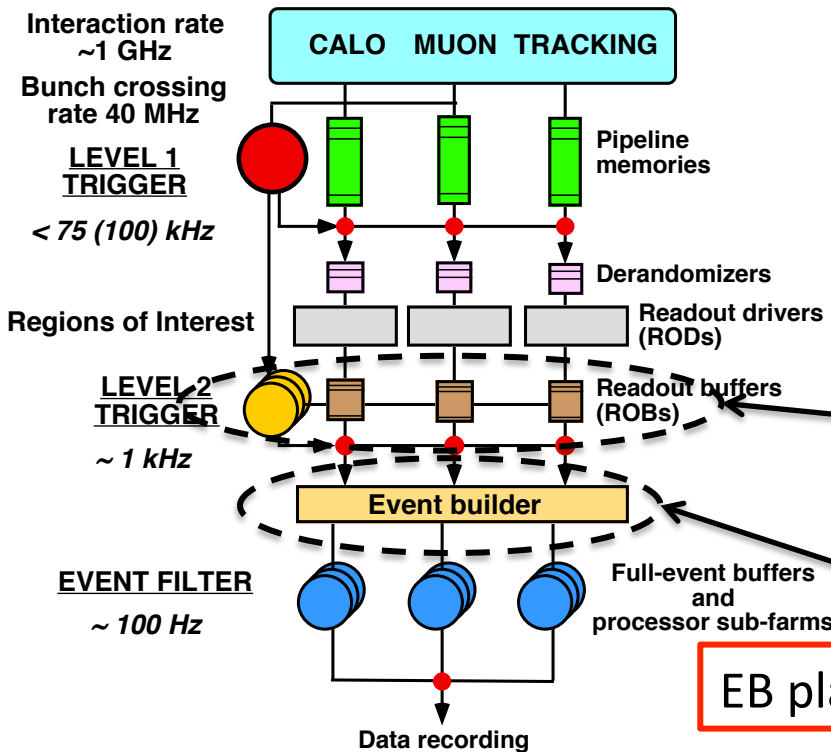 Interaction rate
~1 GHz
CALO MUON TRACKING
Bunch crossing
rate 40 MHz
Pipeline
memories
LEVEL 1
TRIGGER
< 75 (100) kHz
Derandomizers
Regions of Interest
Readout drivers
(RODs)
LEVEL 2
TRIGGER
Readout buffers
(ROBs)
~ 1 kHz
Event builder
EVENT FILTER
~ 100 Hz
Full-event buffers
and
processor sub-farms
EB pla
Data recording